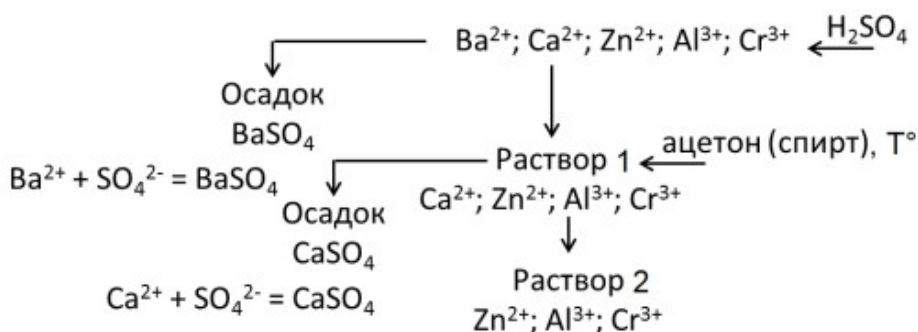 Ba²⁺; Ca²⁺; Zn²⁺; Al³⁺; Cr³⁺
H₂SO₄
Осадок
BaSO₄
Ba²⁺ + SO₄²⁻ = BaSO₄
Раствор 1
ацетон (спирт), T°
Ca²⁺; Zn²⁺; Al³⁺; Cr³⁺
Осадок
CaSO₄
Ca²⁺ + SO₄²⁻ = CaSO₄
Раствор 2
Zn²⁺; Al³⁺; Cr³⁺